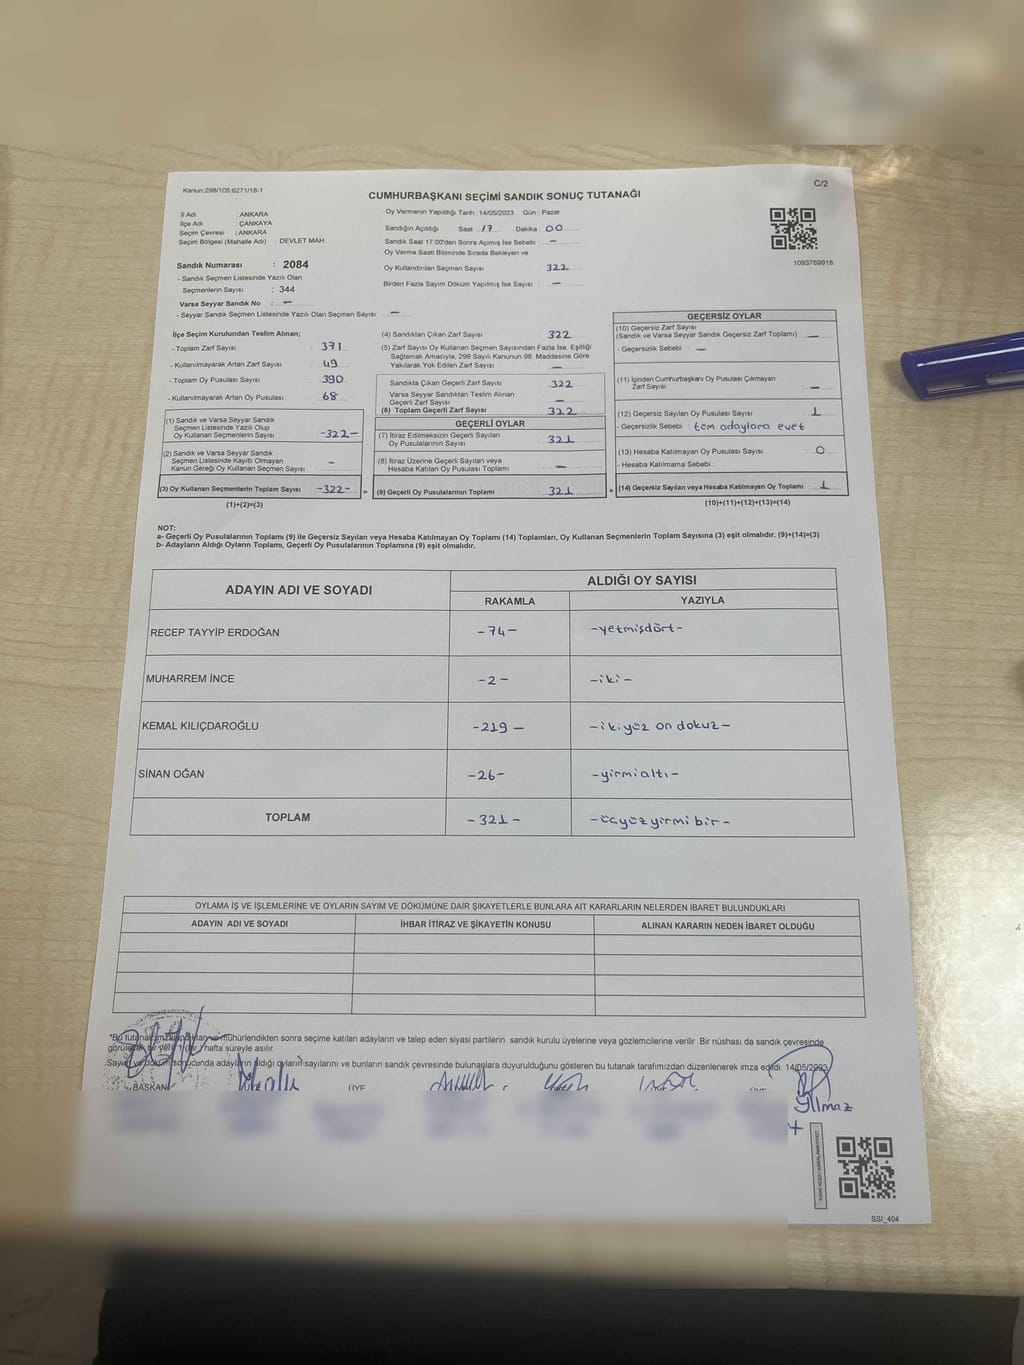 Kanun:298/105,6271/18-1
C/2
CUMHURBAŞKANI SEÇİMİ SANDIK SONUÇ TUTANAĞI
İl Adı : ANKARA
İlçe Adı : ÇANKAYA
Seçim Çevresi : ANKARA
Seçim Bölgesi (Mahalle Adı) : DEVLET MAH.
Oy Vermenin Yapıldığı Tarih : 14/05/2023 Gün : Pazar
Sandığın Açıldığı Saat 17 Dakika : 00
Sandık Saat 17:00'den Sonra Açımış İse Sebebi : -
Oy Verme Saati Bitiminde Sırada Bekleyen ve
Oy Kullandırılan Seçmen Sayısı 322
Birden Fazla Sayım Döküm Yapılmış İse Sayısı : -
1093769918
Sandık Numarası : 2084
- Sandık Seçmen Listesinde Yazılı Olan
Seçmenlerin Sayısı : 344
Varsa Seyyar Sandık No : -
- Seyyar Sandık Seçmen Listesinde Yazılı Olan Seçmen Sayısı : -
İlçe Seçim Kurulundan Teslim Alınan;
- Toplam Zarf Sayısı : 371
- Kullanılmayarak Artan Zarf Sayısı : 49
- Toplam Oy Pusulası Sayısı : 390
- Kullanılmayarak Artan Oy Pusulası : 68
(1) Sandık ve Varsa Seyyar Sandık
Seçmen Listesinde Yazılı Olup
Oy Kullanan Seçmenlerin Sayısı -322-
(2) Sandık ve Varsa Seyyar Sandık
Seçmen Listesinde Kayıtlı Olmayan
Kanun Gereği Oy Kullanan Seçmen Sayısı -
(3) Oy Kullanan Seçmenlerin Toplam Sayısı -322- =
(1)+(2)=(3)
(4) Sandıktan Çıkan Zarf Sayısı 322
(5) Zarf Sayısı Oy Kullanan Seçmen Sayısından Fazla İse, Eşitliği
Sağlamak Amacıyla, 298 Sayılı Kanunun 98. Maddesine Göre
Yakılarak Yok Edilen Zarf Sayısı -
Sandıkta Çıkan Geçerli Zarf Sayısı 322
Varsa Seyyar Sandıktan Teslim Alınan
Geçerli Zarf Sayısı -
(6) Toplam Geçerli Zarf Sayısı 322
GEÇERLİ OYLAR
(7) İtiraz Edilmeksizin Geçerli Sayılan
Oy Pusulalarının Sayısı 321
(8) İtiraz Üzerine Geçerli Sayılan veya
Hesaba Katılan Oy Pusulası Toplamı -
(9) Geçerli Oy Pusulalarının Toplamı 321 +
GEÇERSİZ OYLAR
(10) Geçersiz Zarf Sayısı
(Sandık ve Varsa Seyyar Sandık Geçersiz Zarf Toplamı) -
- Geçersizlik Sebebi : -
(11) İçinden Cumhurbaşkanı Oy Pusulası Çıkmayan
Zarf Sayısı -
(12) Geçersiz Sayılan Oy Pusulası Sayısı : 1
- Geçersizlik Sebebi : tüm adaylara evet
(13) Hesaba Katılmayan Oy Pusulası Sayısı 0
- Hesaba Katılmama Sebebi :
(14) Geçersiz Sayılan veya Hesaba Katılmayan Oy Toplamı 1
(10)+(11)+(12)+(13)=(14)
NOT:
a- Geçerli Oy Pusulalarının Toplamı (9) ile Geçersiz Sayılan veya Hesaba Katılmayan Oy Toplamı (14) Toplamları, Oy Kullanan Seçmenlerin Toplam Sayısına (3) eşit olmalıdır. (9)+(14)=(3)
b- Adayların Aldığı Oyların Toplamı, Geçerli Oy Pusulalarının Toplamına (9) eşit olmalıdır.
ADAYIN ADI VE SOYADI
ALDIĞI OY SAYISI
RAKAMLA YAZIYLA
RECEP TAYYİP ERDOĞAN -74- -yetmişdört-
MUHARREM İNCE -2- -iki-
KEMAL KILIÇDAROĞLU -219- -ikiyüz on dokuz-
SİNAN OĞAN -26- -yirmialtı-
TOPLAM -321- -üçyüzyirmi bir-
OYLAMA İŞ VE İŞLEMLERİNE VE OYLARIN SAYIM VE DÖKÜMÜNE DAİR ŞİKAYETLERLE BUNLARA AİT KARARLARIN NELERDEN İBARET BULUNDUKLARI
ADAYIN ADI VE SOYADI İHBAR İTİRAZ VE ŞİKAYETİN KONUSU ALINAN KARARIN NEDEN İBARET OLDUĞU
*Bu mühürlendikten sonra seçime katılan adayların ve talep eden siyasi partilerin sandık kurulu üyelerine veya gözlemcilerine verilir .Bir nüshası da sandık çevresinde
hafta süreyle asılır.
sonucunda adayların aldığı oyların sayılarını ve bunların sandık çevresinde bulunanlara duyurulduğunu gösteren bu tutanak tarafımızdan düzenlenerek imza edildi. 14/05/2023
BAŞKAN ÜYE
Yılmaz
SSI_404